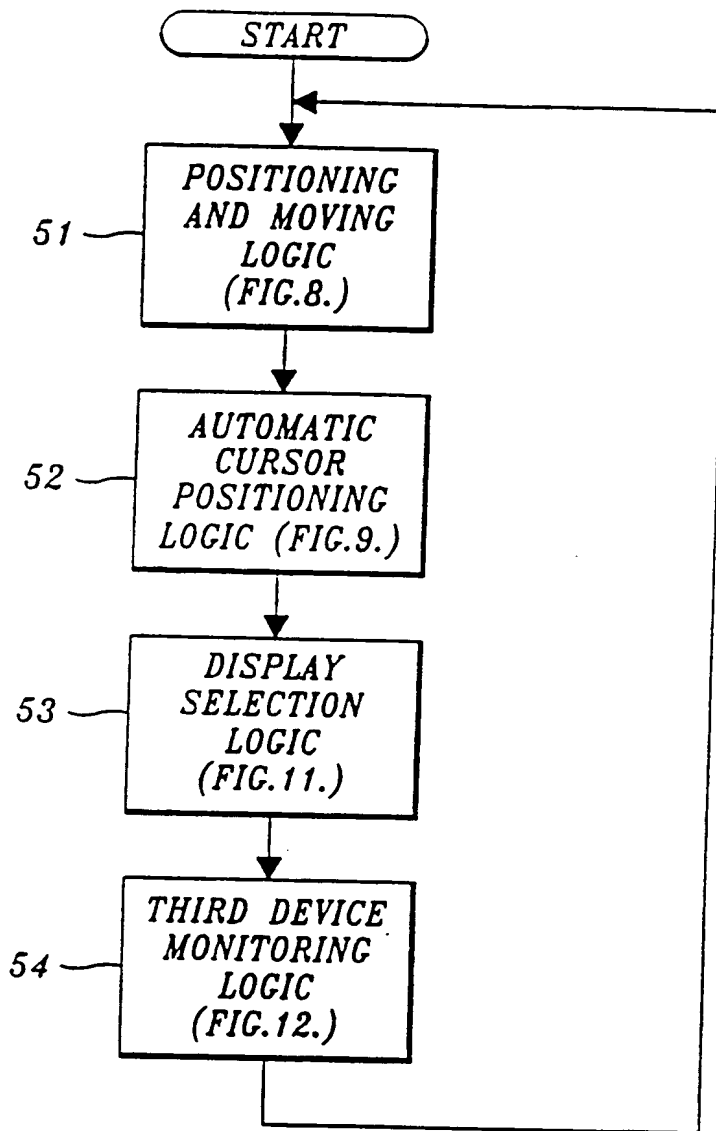 START
POSITIONING
AND MOVING
LOGIC
(FIG.8.)
51
AUTOMATIC
CURSOR
POSITIONING
LOGIC (FIG.9.)
52
DISPLAY
SELECTION
LOGIC
(FIG.11.)
53
THIRD DEVICE
MONITORING
LOGIC
(FIG.12.)
54